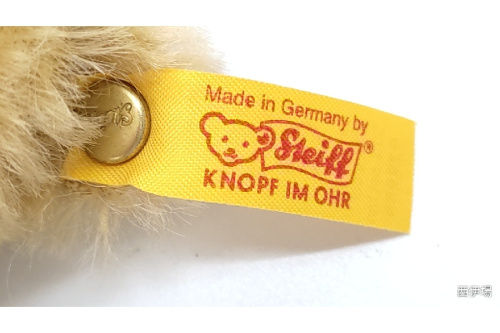 Made in Germany by
Steiff®
KNOPF IM OHR